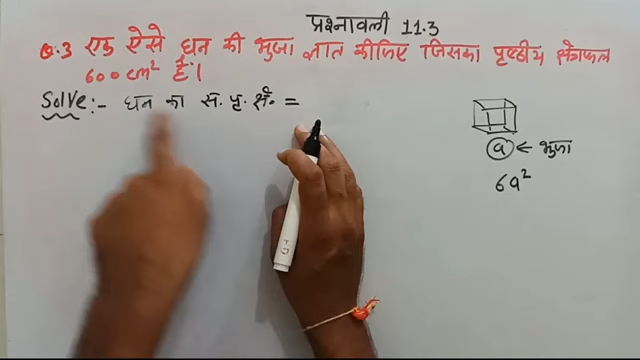 प्रश्नावली 11.3
Q.3 एक ऐसे घन की भुजा ज्ञात कीजिए जिसका पृष्ठीय क्षेत्रफल
600 cm² है।
Solve:- घन का स. पृ. क्षे. =
a ← भुजा
6a²